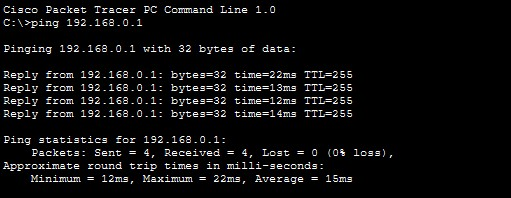 Cisco Packet Tracer PC Command Line 1.0
C:\>ping 192.168.0.1
Pinging 192.168.0.1 with 32 bytes of data:
Reply from 192.168.0.1: bytes=32 time=22ms TTL=255
Reply from 192.168.0.1: bytes=32 time=13ms TTL=255
Reply from 192.168.0.1: bytes=32 time=12ms TTL=255
Reply from 192.168.0.1: bytes=32 time=14ms TTL=255
Ping statistics for 192.168.0.1:
Packets: Sent = 4, Received = 4, Lost = 0 (0% loss),
Approximate round trip times in milli-seconds:
Minimum = 12ms, Maximum = 22ms, Average = 15ms